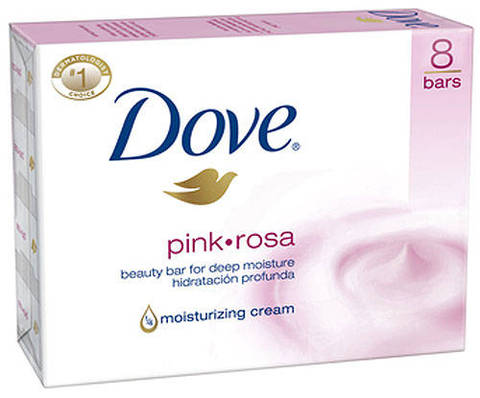 DERMATOLOGIST
#1
CHOICE
8
bars
Dove®
pink•rosa
beauty bar for deep moisture
hidratación profunda
¼ moisturizing cream